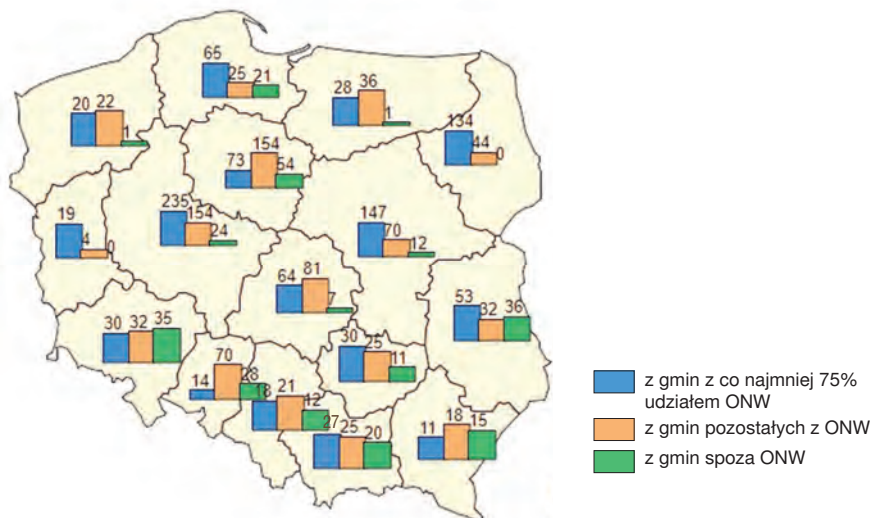 65
25 21
28 36 1
20 22 1
134 44 0
73 154 54
235 154 24
147 70 12
19 4 0
64 81 7
53 32 36
30 32 35
30 25 11
14 70 28
21 12
27 25 20
11 18 15
z gmin z co najmniej 75%
udziałem ONW
z gmin pozostałych z ONW
z gmin spoza ONW